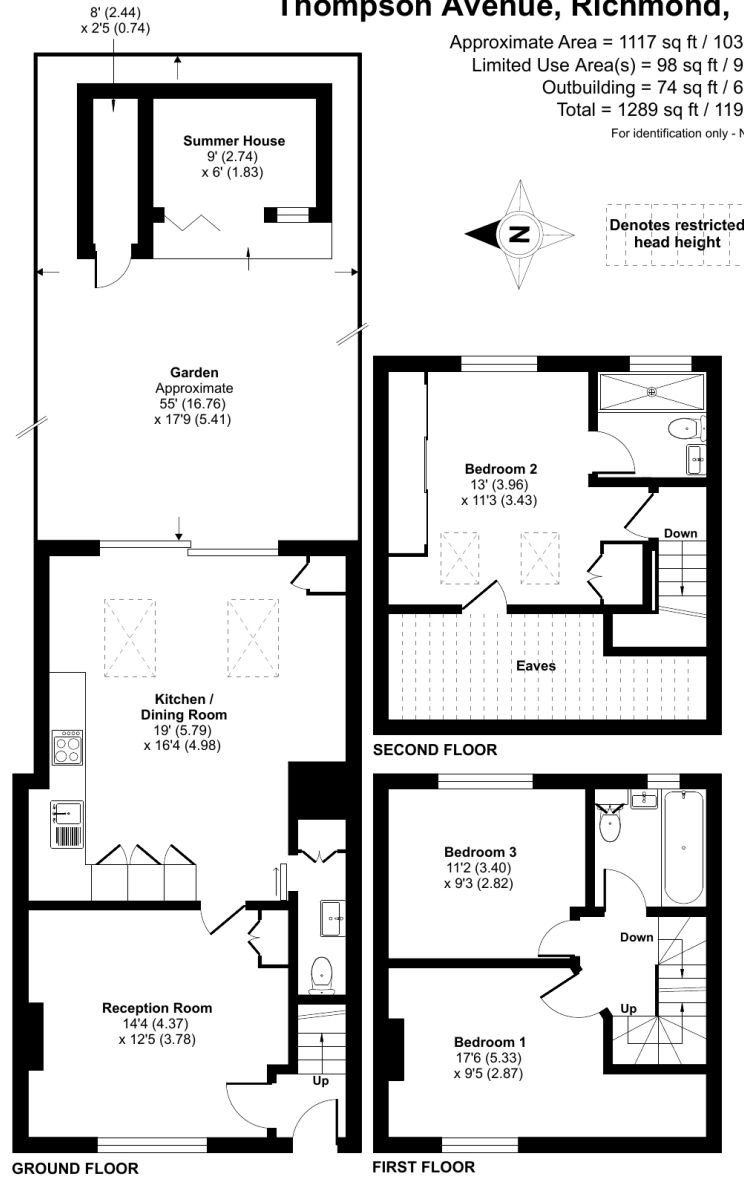 Thompson Avenue, Richmond,
Approximate Area = 1117 sq ft / 103
Limited Use Area(s) = 98 sq ft / 9
Outbuilding = 74 sq ft / 6
Total = 1289 sq ft / 119
For identification only - N
8' (2.44)
x 2'5 (0.74)
Summer House
9' (2.74)
x 6' (1.83)
N
Denotes restricted
head height
Garden
Approximate
55' (16.76)
x 17'9 (5.41)
Bedroom 2
13' (3.96)
x 11'3 (3.43)
Down
Eaves
SECOND FLOOR
Kitchen /
Dining Room
19' (5.79)
x 16'4 (4.98)
Bedroom 3
11'2 (3.40)
x 9'3 (2.82)
Down
Up
Bedroom 1
17'6 (5.33)
x 9'5 (2.87)
FIRST FLOOR
Reception Room
14'4 (4.37)
x 12'5 (3.78)
Up
GROUND FLOOR